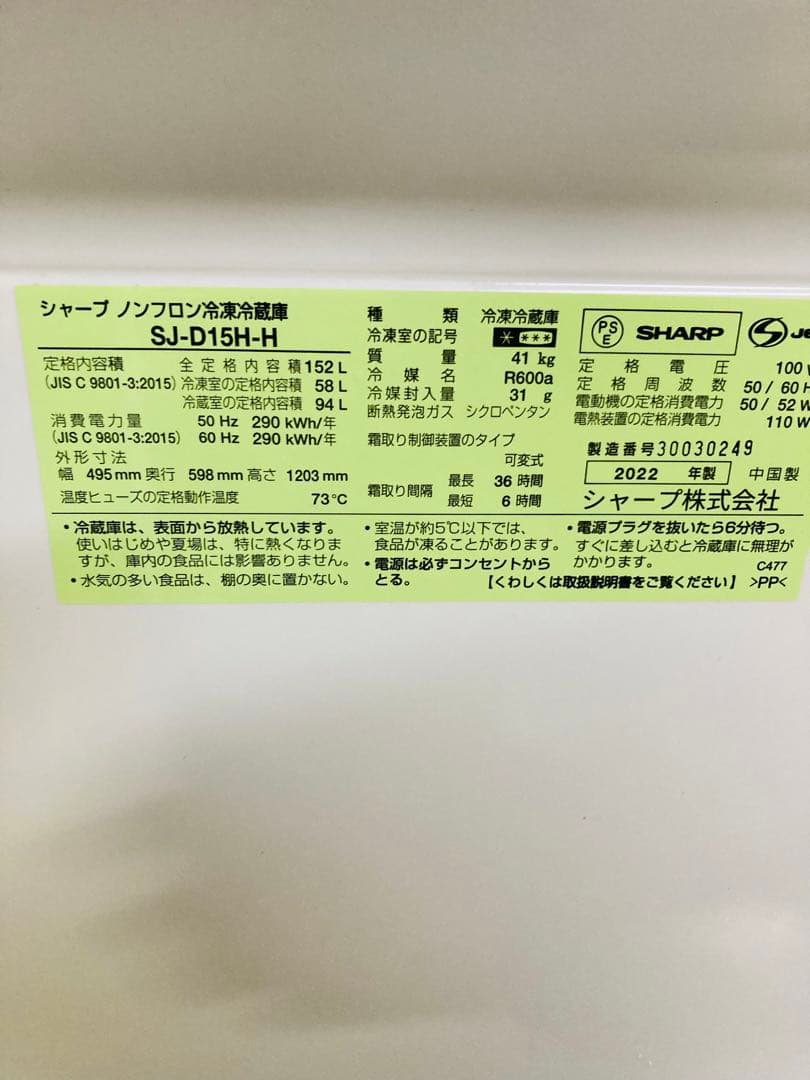 シャープ ノンフロン冷凍冷蔵庫
SJ-D15H-H
定格内容積 全定格内容積 152 L
(JIS C 9801-3:2015) 冷凍室の定格内容積 58 L
冷蔵室の定格内容積 94 L
消費電力量 50 Hz 290 kWh/年
(JIS C 9801-3:2015) 60 Hz 290 kWh/年
外形寸法
幅 495 mm 奥行 598 mm 高さ 1203 mm
温度ヒューズの定格動作温度 73℃
種類 冷凍冷蔵庫
冷凍室の記号 * ***
質量 41 kg
冷媒名 R600a
冷媒封入量 31 g
断熱発泡ガス シクロペンタン
霜取り制御装置のタイプ
可変式
霜取り間隔 最長 36 時間
最短 6 時間
PS E SHARP
定格電圧 100
定格周波数 50 / 60
電動機の定格消費電力 50 / 52
電熱装置の定格消費電力 110 W
製造番号 30030249
2022 年製 中国製
シャープ株式会社
・冷蔵庫は、表面から放熱しています。
使いはじめや夏場は、特に熱くなりま
すが、庫内の食品には影響ありません。
・水気の多い食品は、棚の奥に置かない。
・室温が約5℃以下では、
食品が凍ることがあります。
・電源は必ずコンセントから
とる。
・電源プラグを抜いたら6分待つ。
すぐに差し込むと冷蔵庫に無理が
かかります。 C477
【くわしくは取扱説明書をご覧ください】 >PP<